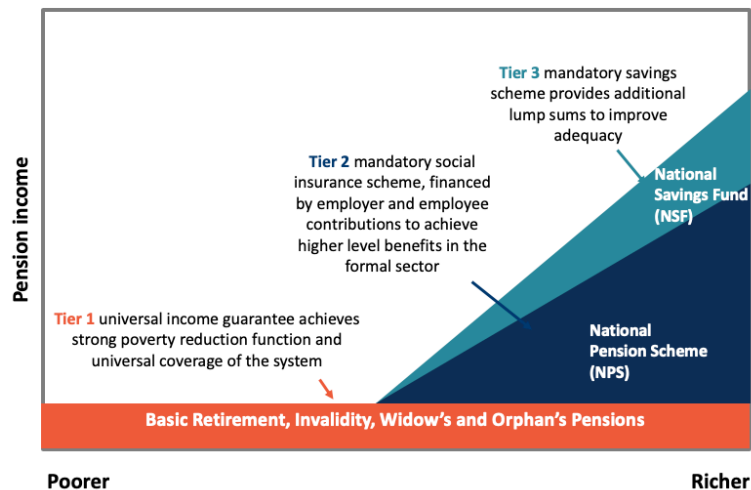 Tier 3 mandatory savings
scheme provides additional
lump sums to improve
adequacy
Tier 2 mandatory social
insurance scheme, financed
by employer and employee
contributions to achieve
higher level benefits in the
formal sector
National
Savings Fund
(NSF)
Pension income
Tier 1 universal income guarantee achieves
strong poverty reduction function and
universal coverage of the system
National
Pension Scheme
(NPS)
Basic Retirement, Invalidity, Widow's and Orphan's Pensions
Poorer
Richer